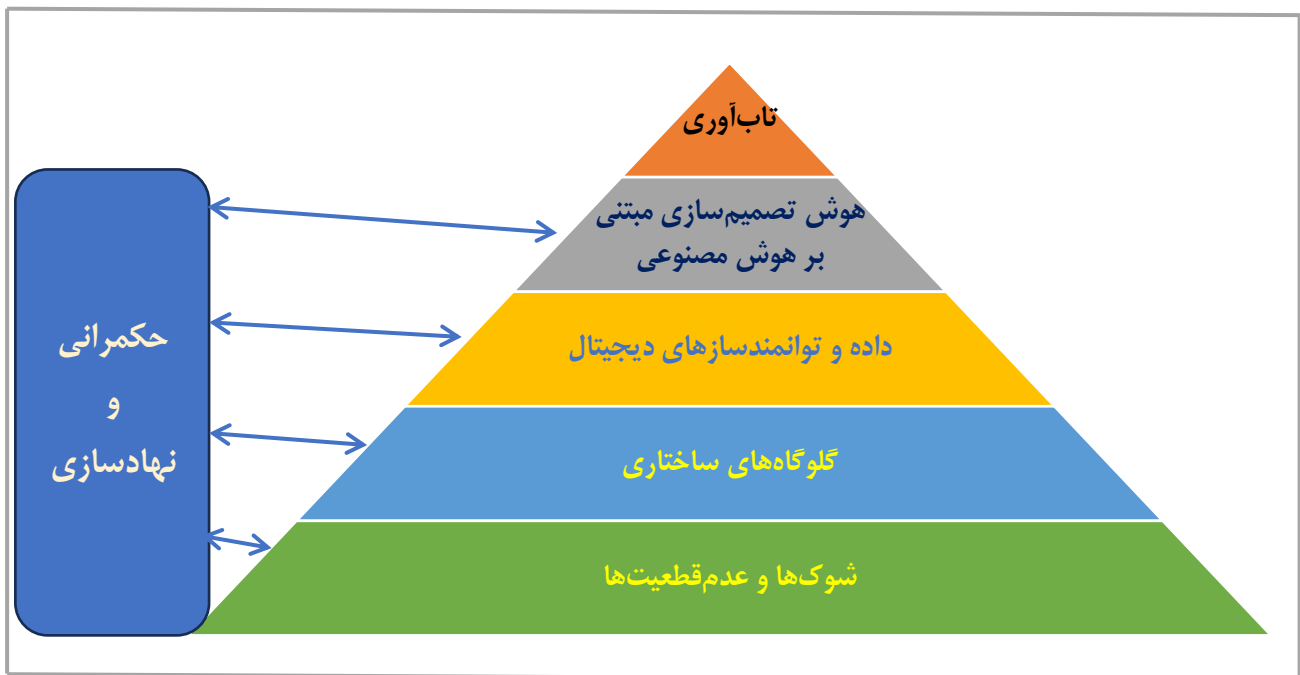 تاب‌آوری
هوش تصمیم‌سازی مبتنی
بر هوش مصنوعی
داده و توانمندسازهای دیجیتال
گلوگاه‌های ساختاری
شوک‌ها و عدم‌قطعیت‌ها
حکمرانی
و
نهادسازی